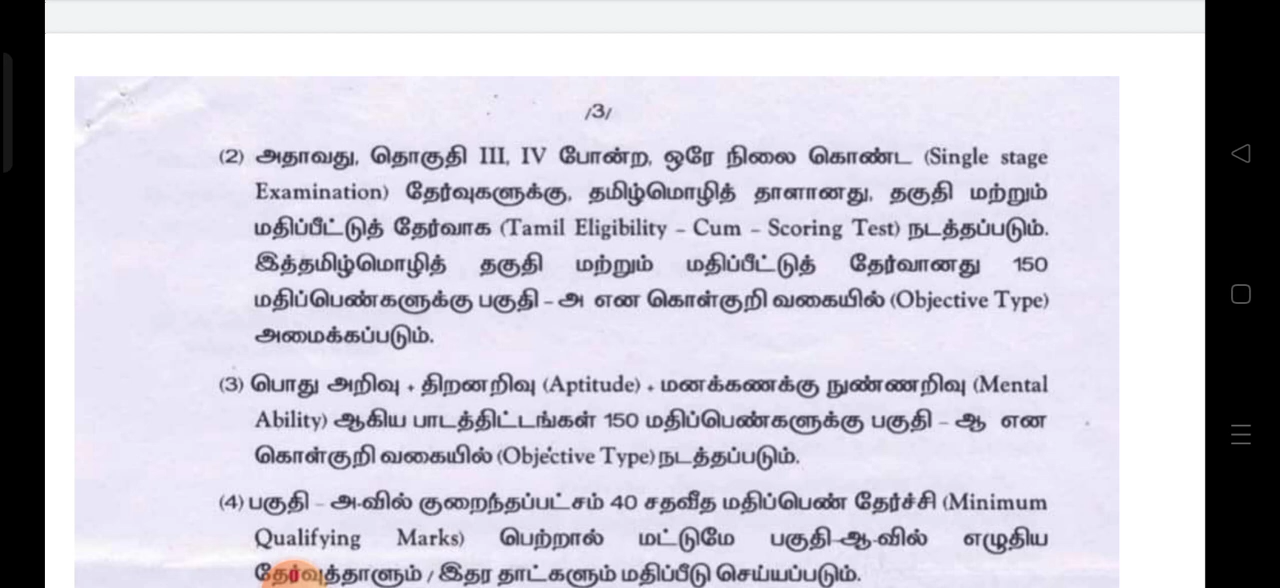 /3/
(2) அதாவது, தொகுதி III, IV போன்ற, ஒரே நிலை கொண்ட (Single stage
Examination) தேர்வுகளுக்கு, தமிழ்மொழித் தாளானது, தகுதி மற்றும்
மதிப்பீட்டுத் தேர்வாக (Tamil Eligibility – Cum – Scoring Test) நடத்தப்படும்.
இத்தமிழ்மொழித் தகுதி மற்றும் மதிப்பீட்டுத் தேர்வானது 150
மதிப்பெண்களுக்கு பகுதி – அ என கொள்குறி வகையில் (Objective Type)
அமைக்கப்படும்.
(3) பொது அறிவு + திறனறிவு (Aptitude) + மனக்கணக்கு நுண்ணறிவு (Mental
Ability) ஆகிய பாடத்திட்டங்கள் 150 மதிப்பெண்களுக்கு பகுதி – ஆ என
கொள்குறி வகையில் (Objective Type) நடத்தப்படும்.
(4) பகுதி – அ-வில் குறைந்தப்பட்சம் 40 சதவீத மதிப்பெண் தேர்ச்சி (Minimum
Qualifying Marks) பெற்றால் மட்டுமே பகுதி-ஆ-வில் எழுதிய
தேர்வுத்தாளும் / இதர தாட்களும் மதிப்பீடு செய்யப்படும்.